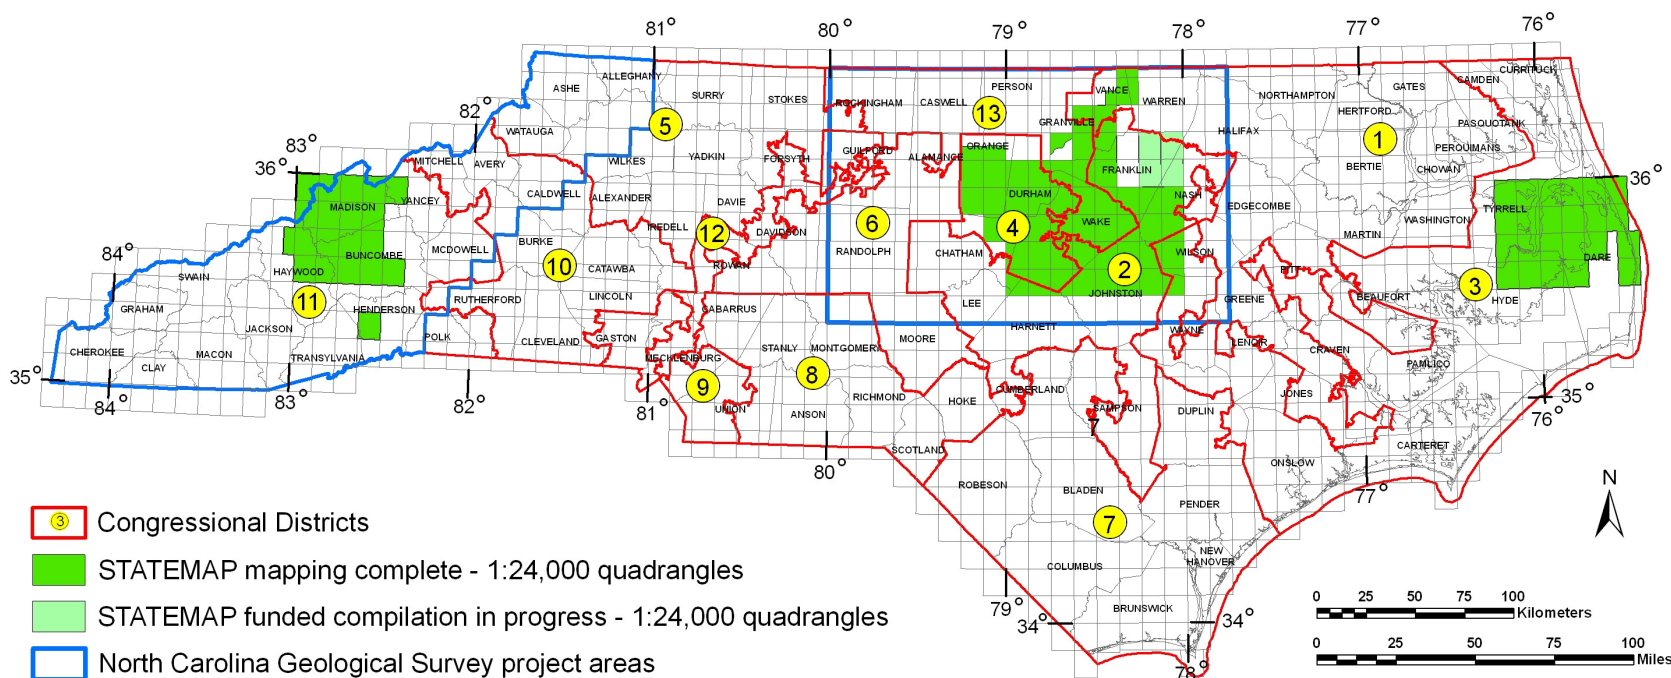 81° 80° 79° 78° 77° 76°
ALLEGHANY ASHE SURRY STOKES ROCKINGHAM CASWELL PERSON VANCE WARREN NORTHAMPTON GATES CAMDEN CURRITUCK
82° 5 13 GRANVILLE HALIFAX HERTFORD 1 PASQUOTANK
83° WATAUGA
36° MITCHELL AVERY WILKES YADKIN FORSYTH GUILFORD ALAMANCE ORANGE FRANKLIN BERTIE CHOWAN PERQUIMANS 36°
MADISON YANCEY CALDWELL ALEXANDER DAVIE DURHAM NASH EDGECOMBE WASHINGTON TYRRELL
IREDELL 12 DAVIDSON 6 4 WAKE MARTIN
84° BUNCOMBE MCDOWELL BURKE 10 CATAWBA ROWAN RANDOLPH CHATHAM 2 WILSON PITT DARE
SWAIN HAYWOOD 11 RUTHERFORD LINCOLN LEE JOHNSTON GREENE BEAUFORT 3 HYDE
GRAHAM HENDERSON CABARRUS
JACKSON POLK CLEVELAND GASTON MOORE HARNETT WAYNE LENOIR CRAVEN
CHEROKEE MACON TRANSYLVANIA MECKLENBURG STANLY MONTGOMERY PAMLICO
35° CLAY 9 8 CUMBERLAND JONES 35°
84° 83° 82° 81° UNION ANSON RICHMOND HOKE SAMPSON DUPLIN 76°
7
80° SCOTLAND CARTERET
ONSLOW
ROBESON BLADEN PENDER 77°
N
7
3 Congressional Districts
STATEMAP mapping complete - 1:24,000 quadrangles
NEW
HANOVER
COLUMBUS
79° BRUNSWICK
34° 34°
78°
STATEMAP funded compilation in progress - 1:24,000 quadrangles
North Carolina Geological Survey project areas
0 25 50 75 100
Kilometers
0 25 50 75 100
Miles